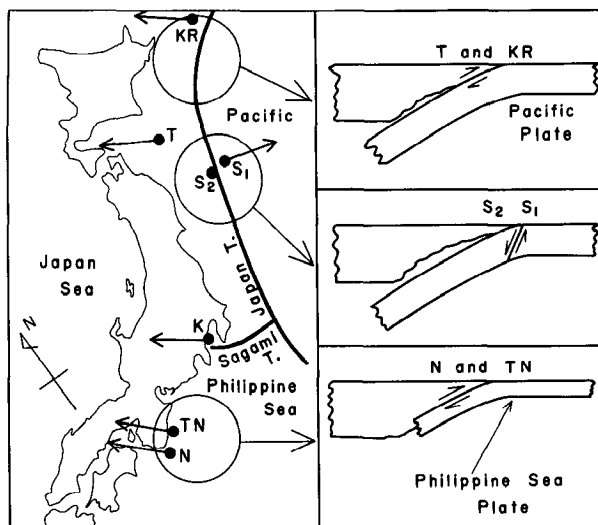 KR
Pacific
T
S1
S2
Japan T.
Japan
Sea
N
K
Sagami
T.
Philippine
Sea
TN
N
T and KR
Pacific
Plate
S2 S1
N and TN
Philippine Sea
Plate